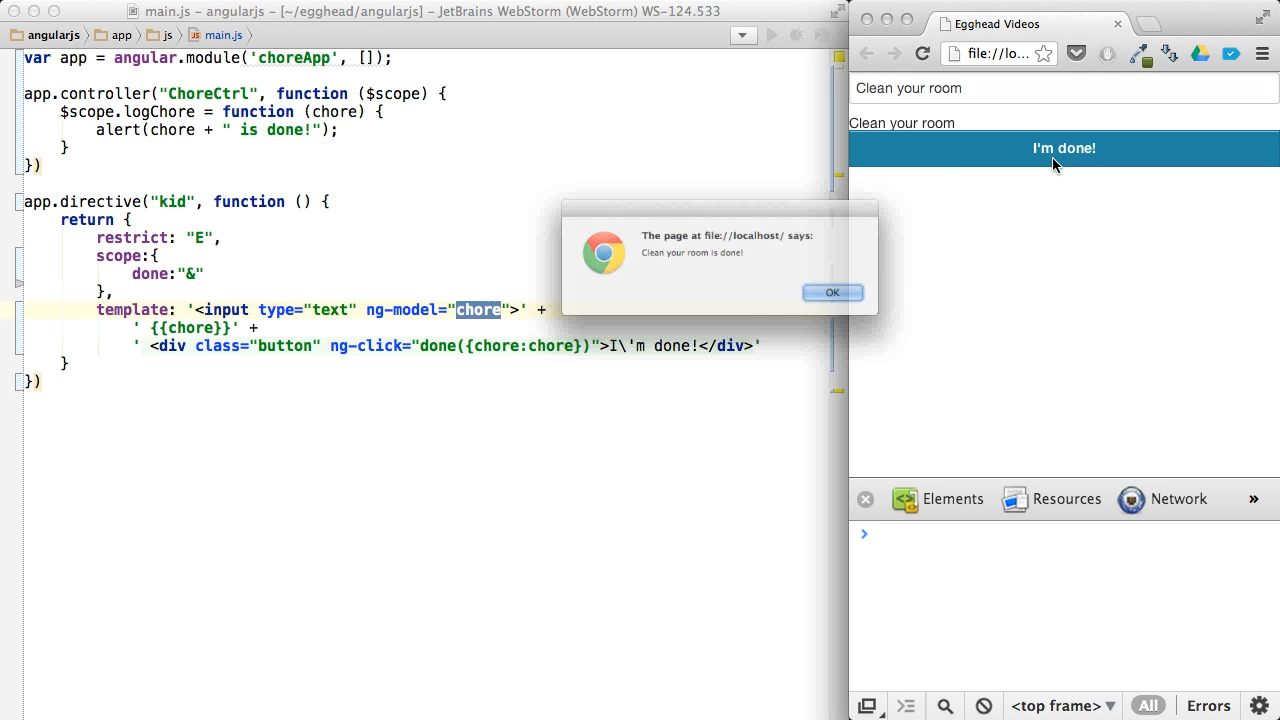 main.js – angularjs – [~/egghead/angularjs] – JetBrains WebStorm (WebStorm) WS-124.533
angularjs app js main.js
var app = angular.module('choreApp', []);
app.controller("ChoreCtrl", function ($scope) {
$scope.logChore = function (chore) {
alert(chore + " is done!");
}
})
app.directive("kid", function () {
return {
restrict: "E",
scope:{
done:"&"
},
template: '<input type="text" ng-model="chore">' +
' {{chore}}' +
' <div class="button" ng-click="done({chore:chore})">I\'m done!</div>'
}
})
Egghead Videos
file://lo...
Clean your room
Clean your room
I'm done!
The page at file://localhost/ says:
Clean your room is done!
OK
Elements Resources Network »
<top frame> All Errors